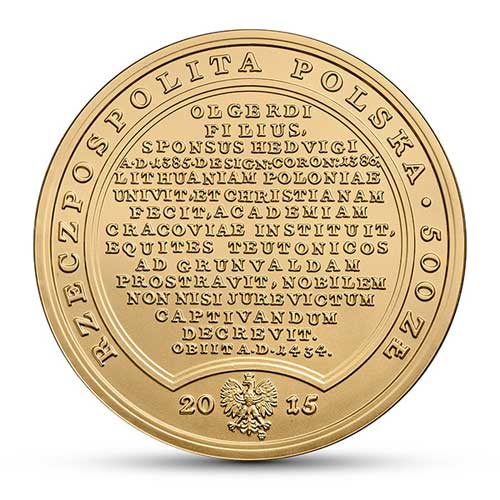 RZECZPOSPOLITA POLSKA · 500 ZŁ
OLGERDI
FILIUS,
SPONSUS HEDVIGI
A.D.1385.DESIGN:CORON:1386.
LITHUANIAM POLONIAE
UNIVIT,ET CHRISTIANAM
FECIT, ACADEMIAM
CRACOVIAE INSTITUIT,
EQUITES TEUTONICOS
AD GRUNVALDAM
PROSTRAVIT, NOBILEM
NON NISI JURE VICTUM
CAPTIVANDUM
DECREVIT.
OBIIT A.D.1434.
20 15